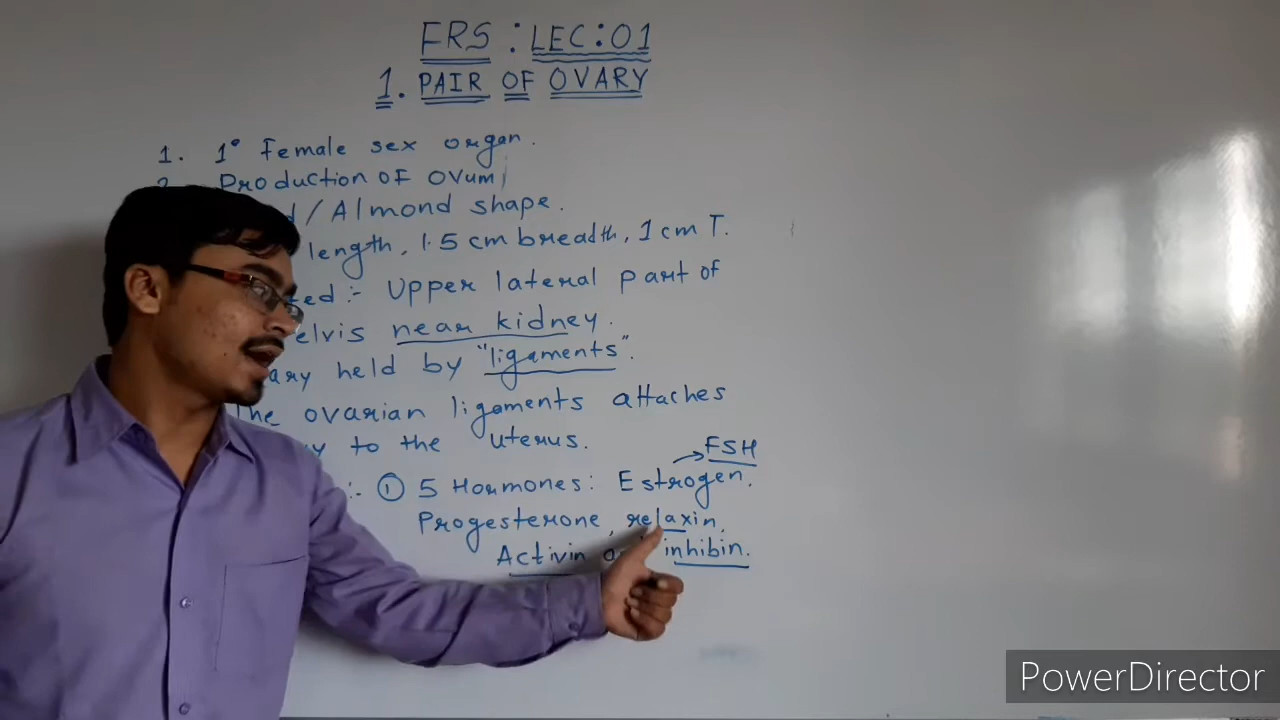 FRS : LEC:01
1. PAIR OF OVARY
1. 1° Female sex organ.
2. Production of ovum
/ Almond shape.
length, 1.5 cm breadth, 1 cm T.
:- Upper lateral part of
near kidney.
held by "ligaments".
The ovarian ligaments attaches
to the uterus.
FSH
:- ① 5 Hormones: Estrogen.
Progesterone, relaxin,
Activin inhibin.
PowerDirector